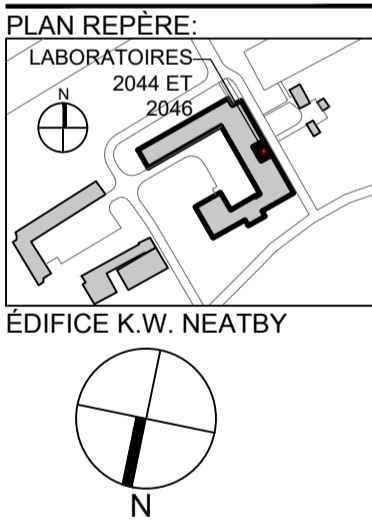 PLAN REPÈRE:
LABORATOIRES
2044 ET
2046
N
ÉDIFICE K.W. NEATBY
N